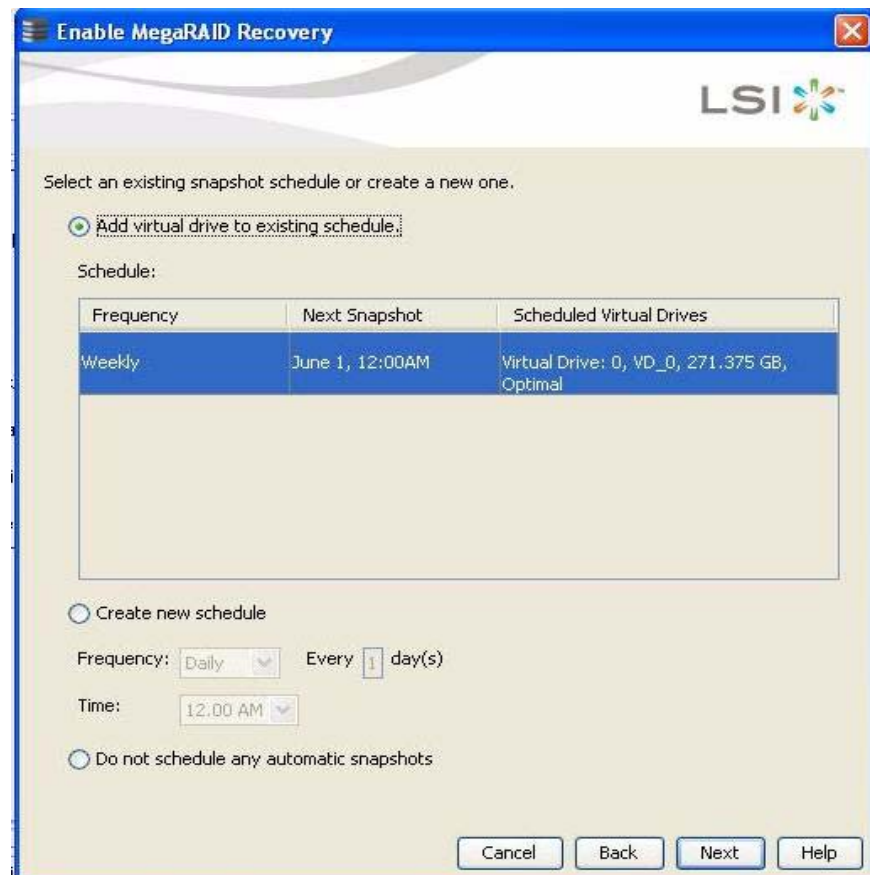 Enable MegaRAID Recovery
LSI
Select an existing snapshot schedule or create a new one.
Add virtual drive to existing schedule.
Schedule:
Frequency Next Snapshot Scheduled Virtual Drives
Weekly June 1, 12:00AM Virtual Drive: 0, VD_0, 271.375 GB,
Optimal
Create new schedule
Frequency: Daily Every 1 day(s)
Time: 12.00 AM
Do not schedule any automatic snapshots
Cancel Back Next Help